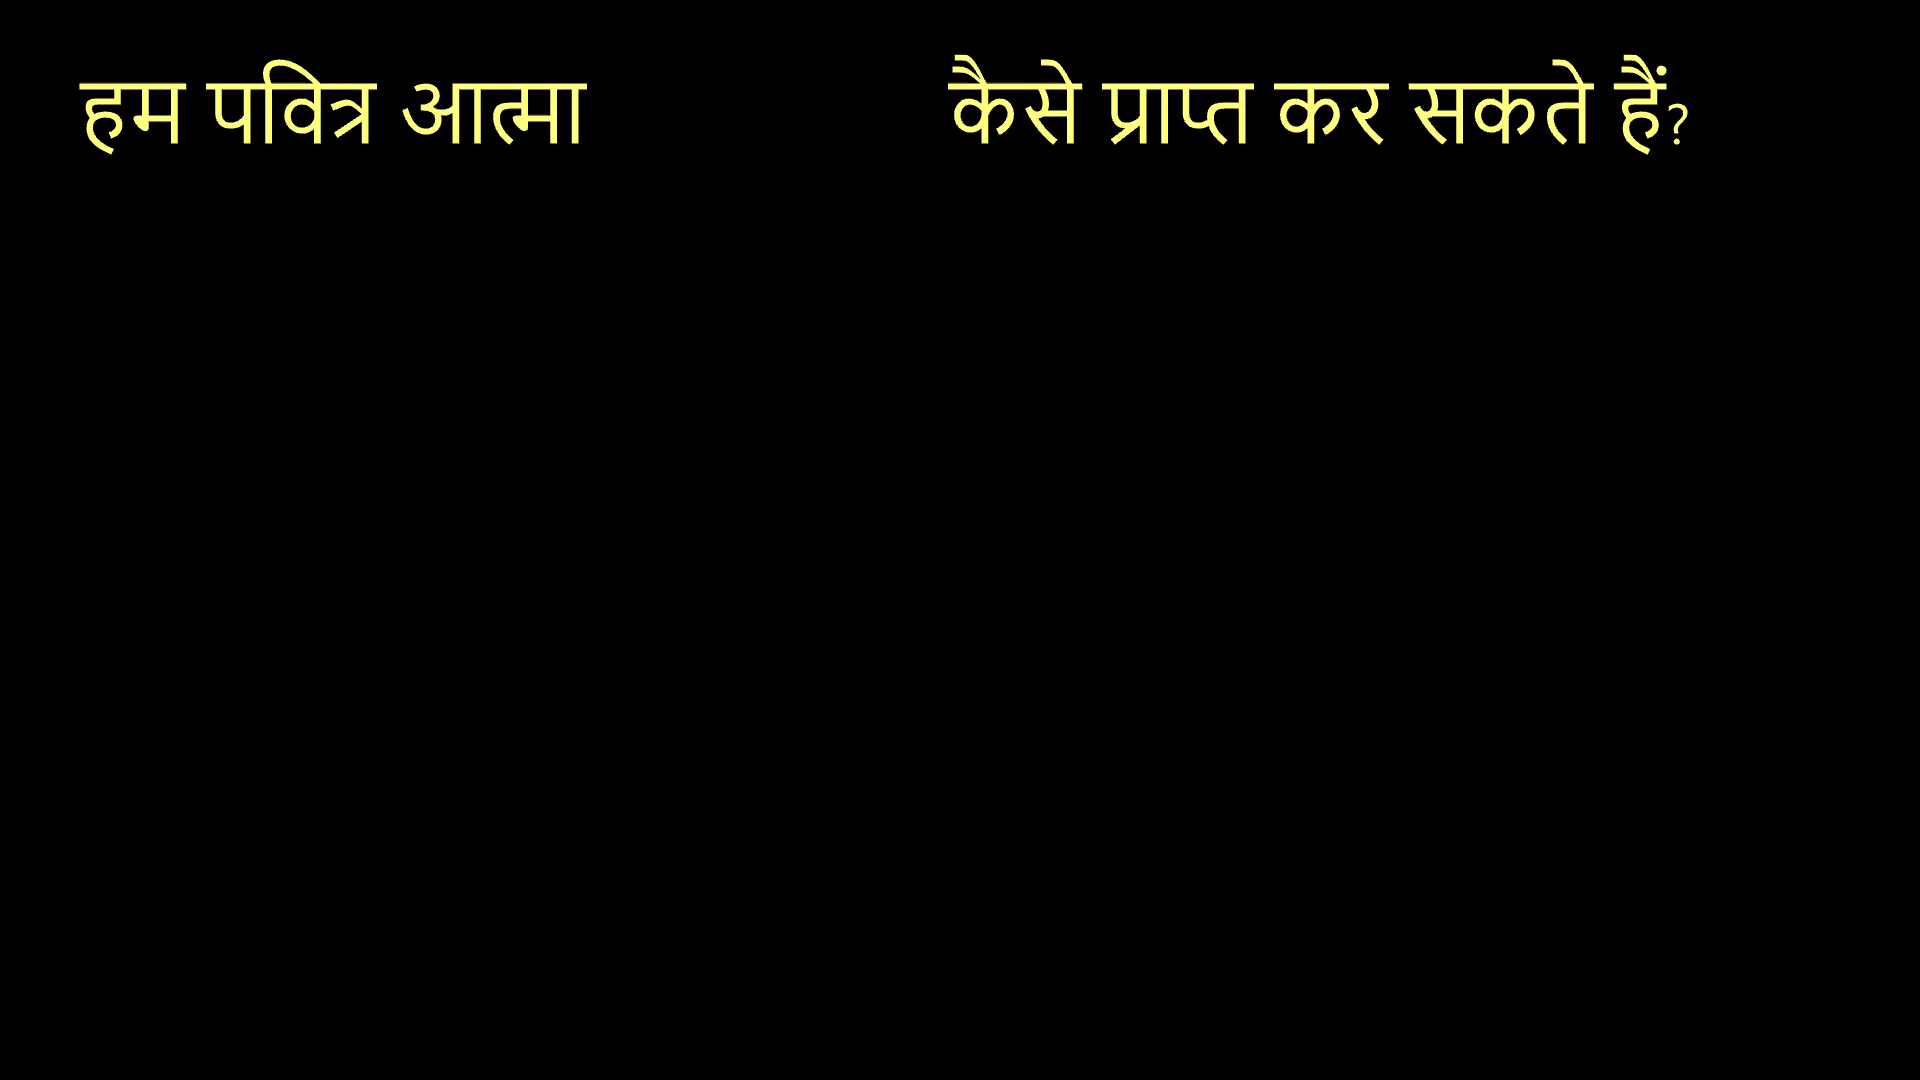 हम पवित्र आत्मा कैसे प्राप्त कर सकते हैं?